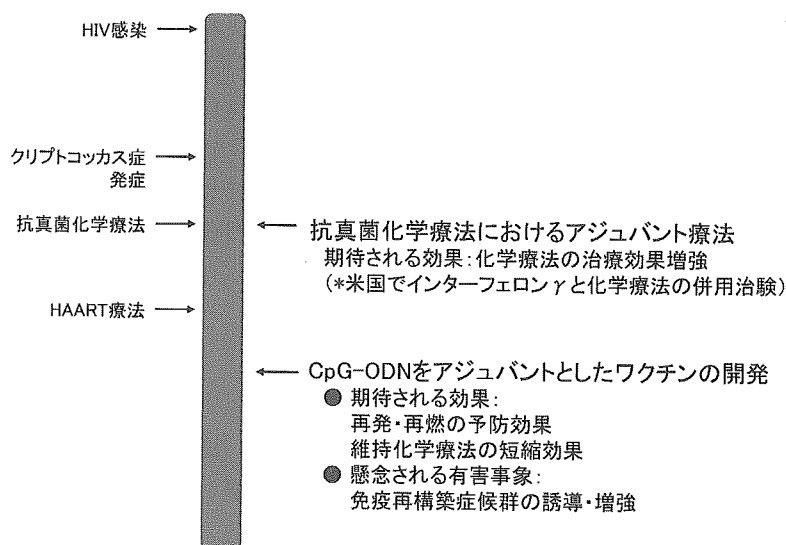 HIV感染
クリプトコッカス症
発症
抗真菌化学療法
抗真菌化学療法におけるアジュバント療法
期待される効果:化学療法の治療効果増強
(*米国でインターフェロンγと化学療法の併用治験)
HAART療法
CpG-ODNをアジュバントとしたワクチンの開発
● 期待される効果:
再発・再燃の予防効果
維持化学療法の短縮効果
● 懸念される有害事象:
免疫再構築症候群の誘導・増強